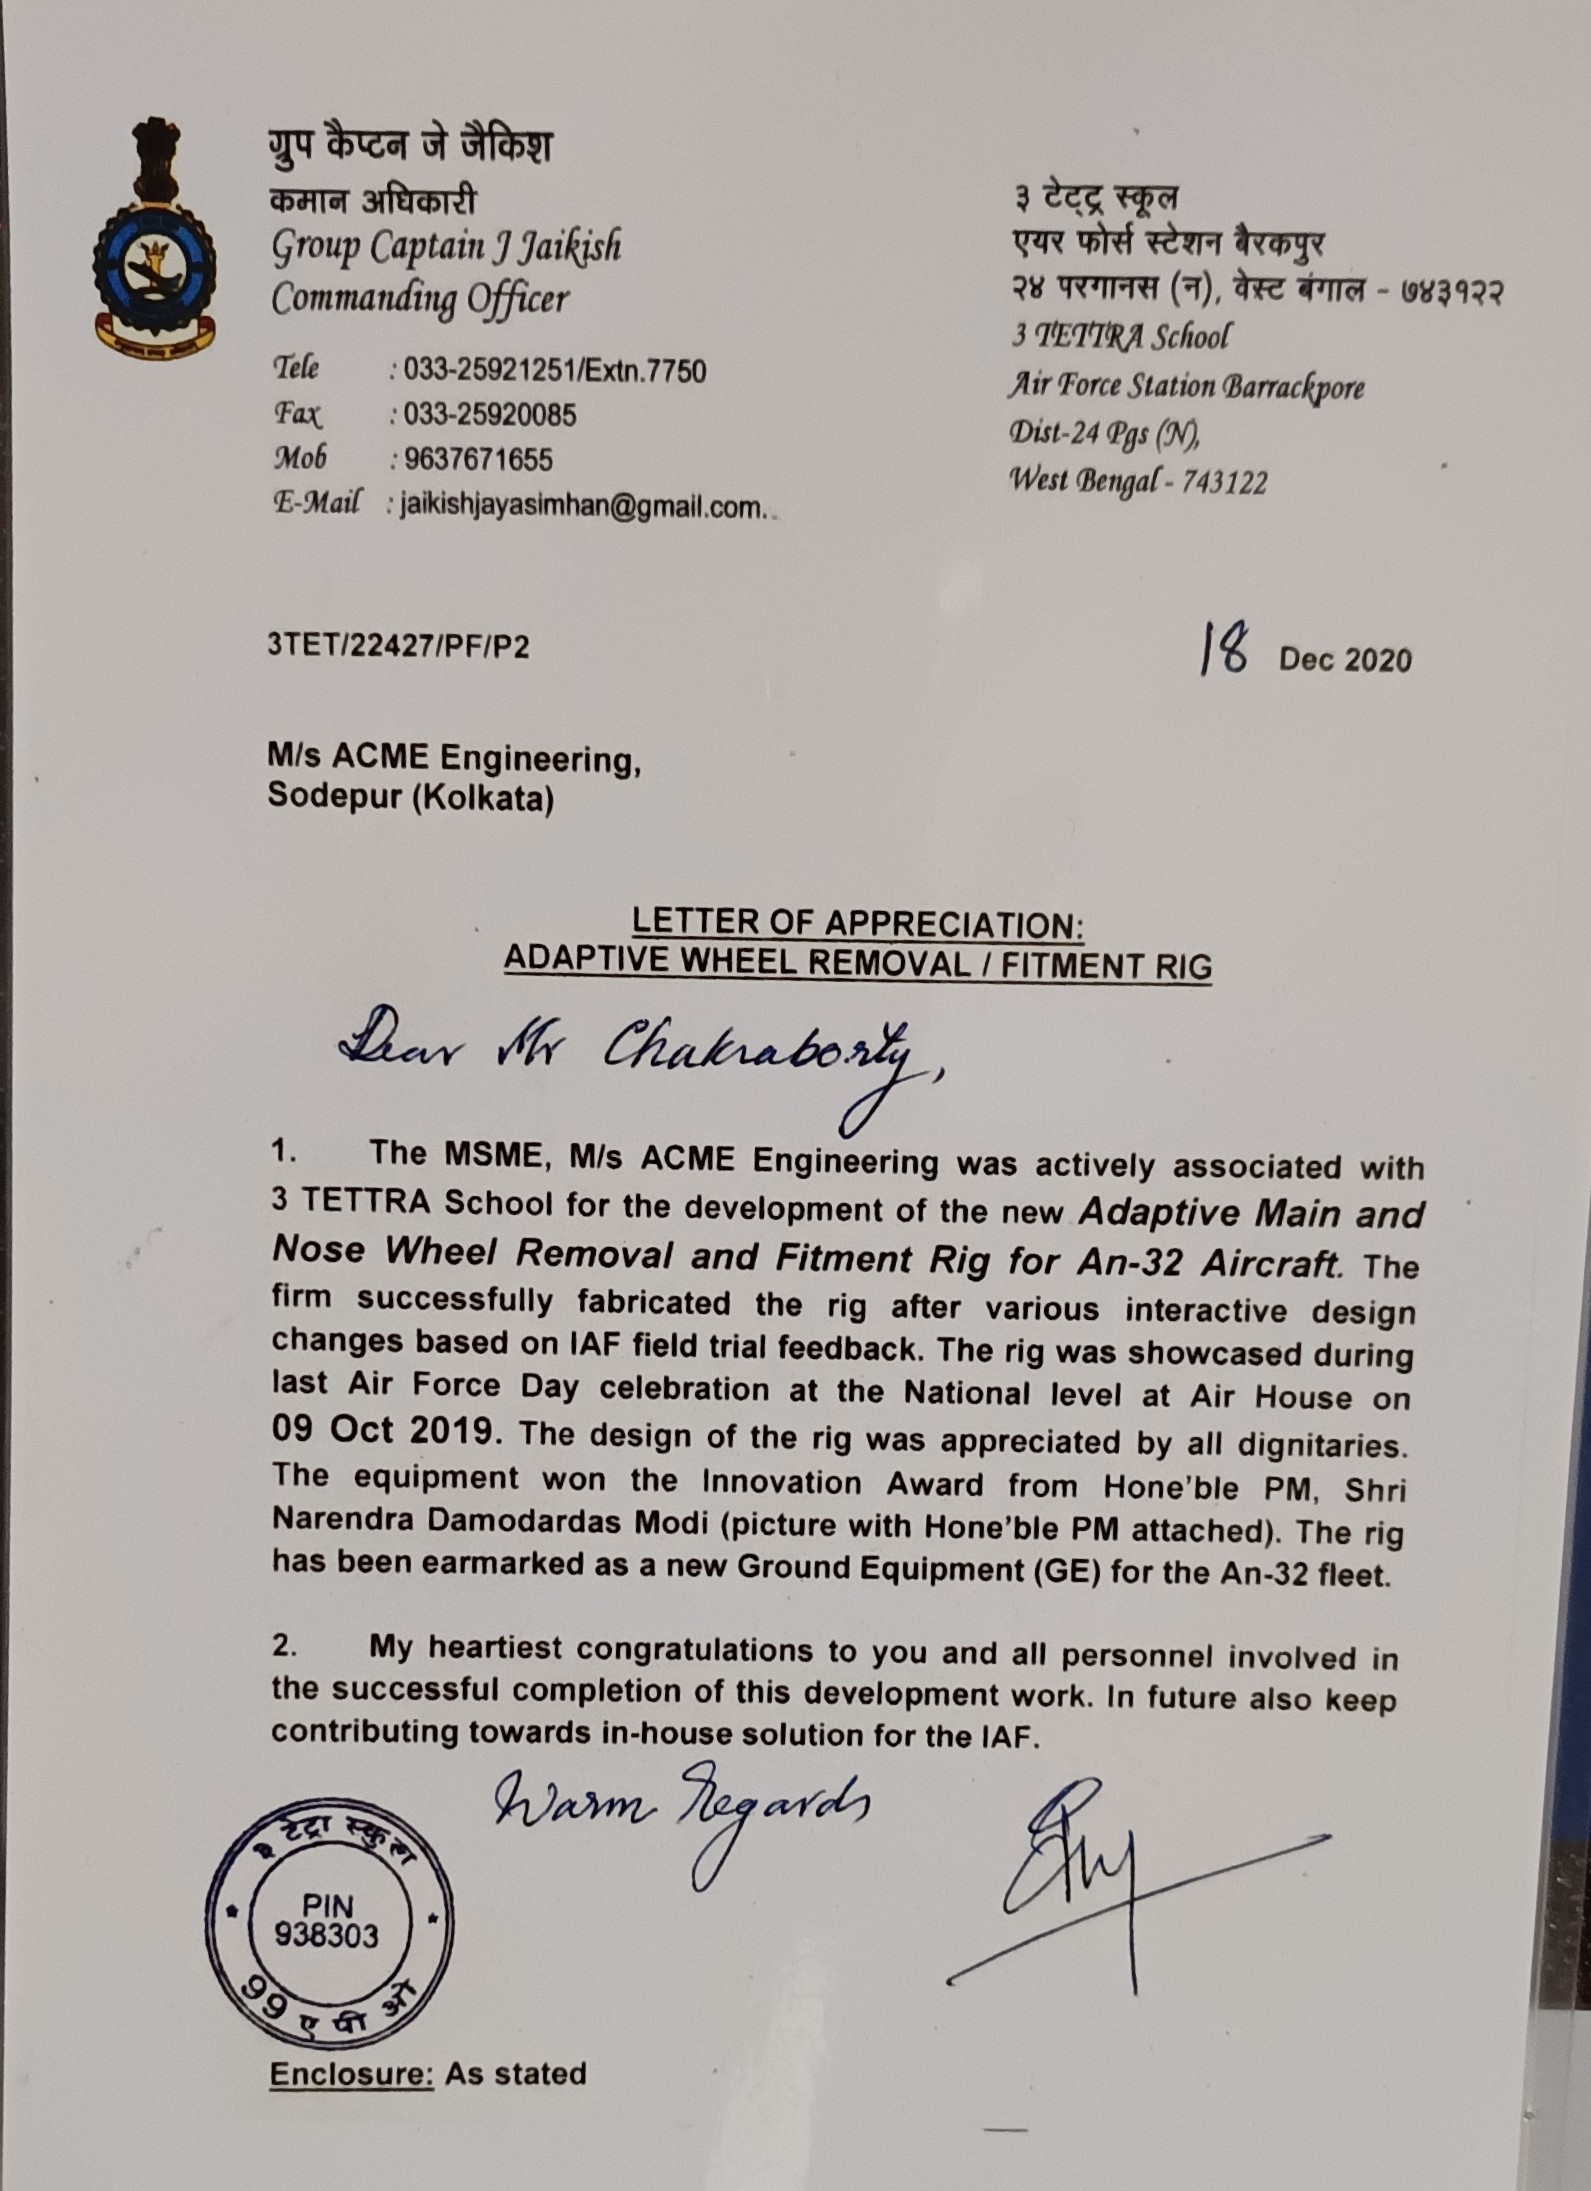 ग्रुप कैप्टन जे जैकिश
कमान अधिकारी
Group Captain J Jaikish
Commanding Officer
Tele : 033-25921251/Extn.7750
Fax : 033-25920085
Mob : 9637671655
E-Mail : jaikishjayasimhan@gmail.com.
३ टेट्ट्र स्कूल
एयर फोर्स स्टेशन बैरकपुर
२४ परगानस (न), वेस्ट बंगाल - ७४३१२२
3 TETTRA School
Air Force Station Barrackpore
Dist-24 Pgs (N),
West Bengal - 743122
3TET/22427/PF/P2
18 Dec 2020
M/s ACME Engineering,
Sodepur (Kolkata)
LETTER OF APPRECIATION:
ADAPTIVE WHEEL REMOVAL / FITMENT RIG
Dear Mr Chakraborty,
1. The MSME, M/s ACME Engineering was actively associated with
3 TETTRA School for the development of the new Adaptive Main and
Nose Wheel Removal and Fitment Rig for An-32 Aircraft. The
firm successfully fabricated the rig after various interactive design
changes based on IAF field trial feedback. The rig was showcased during
last Air Force Day celebration at the National level at Air House on
09 Oct 2019. The design of the rig was appreciated by all dignitaries.
The equipment won the Innovation Award from Hone'ble PM, Shri
Narendra Damodardas Modi (picture with Hone'ble PM attached). The rig
has been earmarked as a new Ground Equipment (GE) for the An-32 fleet.
2. My heartiest congratulations to you and all personnel involved in
the successful completion of this development work. In future also keep
contributing towards in-house solution for the IAF.
Warm Regards
३ टेट्रा स्कुल
PIN
938303
99 ए पी ओ
Enclosure: As stated